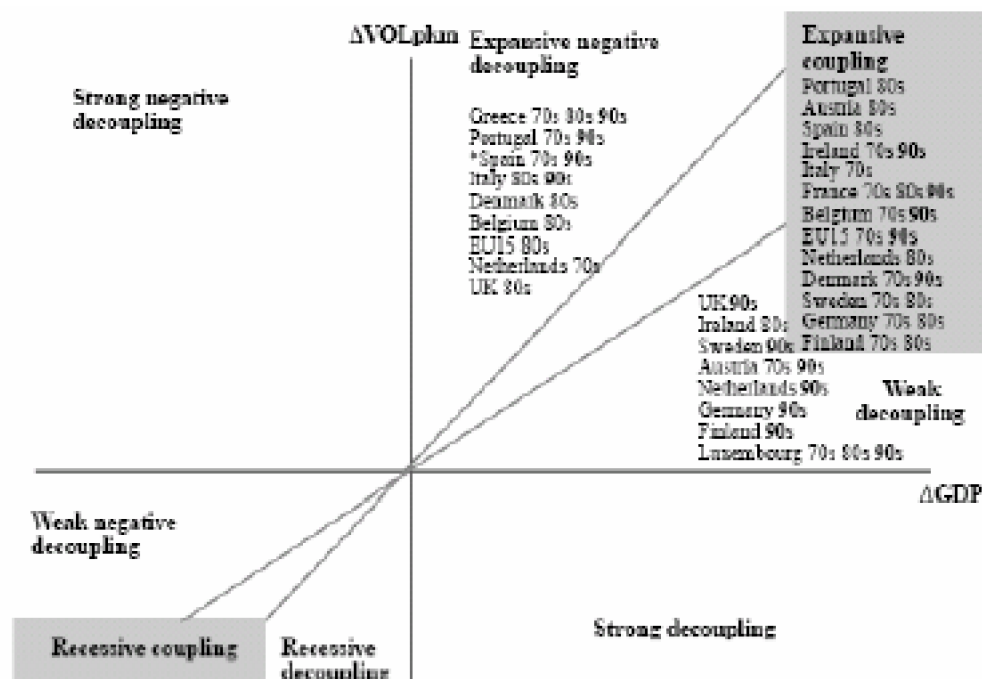 ΔVOLpkm
Expansive negative
decoupling
Expansive
coupling
Strong negative
decoupling
Greece 70s 80s 90s
Portugal 70s 90s
*Spain 70s 90s
Italy 80s 90s
Denmark 80s
Belgium 80s
EU15 80s
Netherlands 70s
UK 80s
Portugal 80s
Austria 80s
Spain 80s
Ireland 70s 90s
Italy 70s
France 70s 80s 90s
Belgium 70s 90s
EU15 70s 90s
Netherlands 80s
Denmark 70s 90s
Sweden 70s 80s
Germany 70s 80s
Finland 70s 80s
UK 90s
Ireland 80s
Sweden 90s
Austria 70s 90s
Netherlands 90s
Germany 90s
Finland 90s
Luxembourg 70s 80s 90s
Weak
decoupling
ΔGDP
Weak negative
decoupling
Recessive coupling
Recessive
decoupling
Strong decoupling